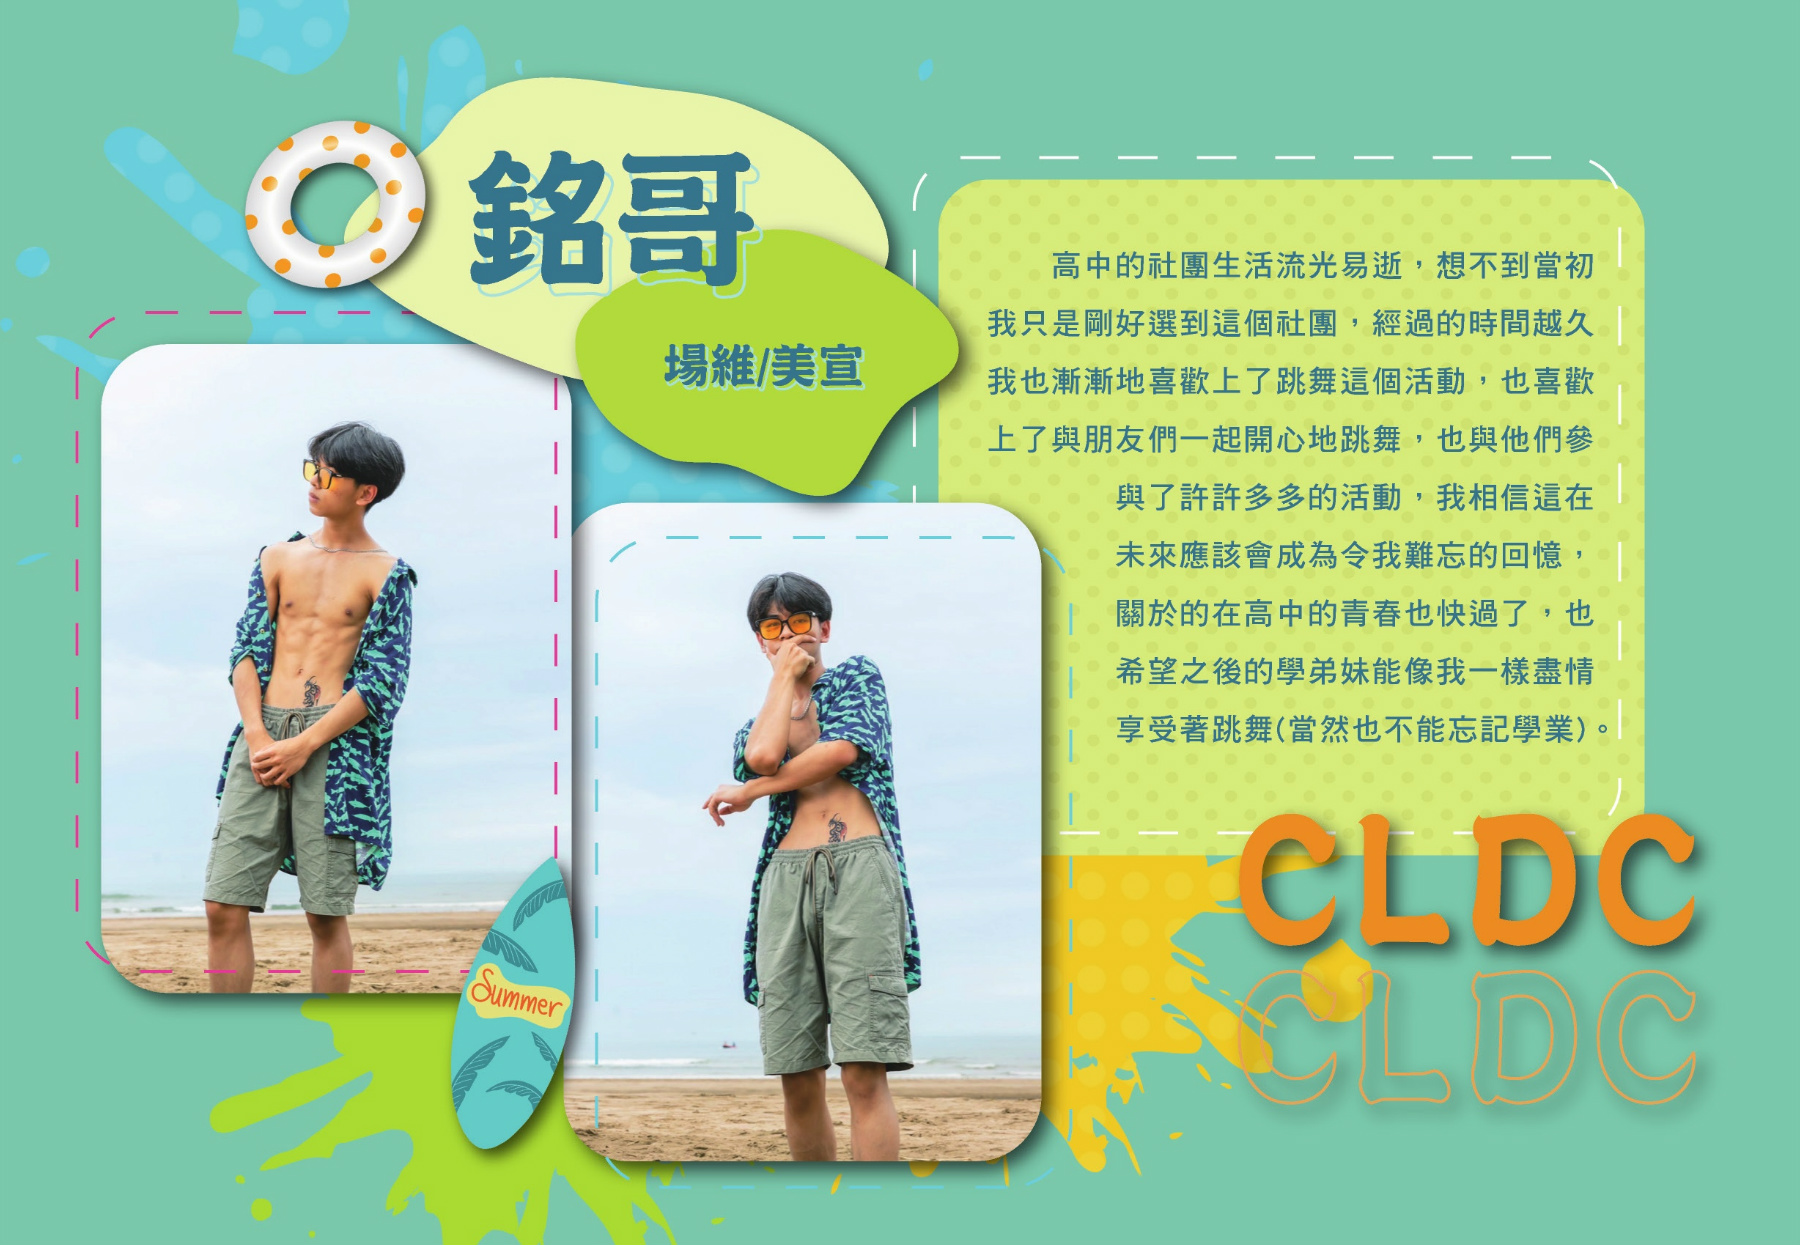 銘哥
場維/美宣
高中的社團生活流光易逝，想不到當初
我只是剛好選到這個社團，經過的時間越久
我也漸漸地喜歡上了跳舞這個活動，也喜歡
上了與朋友們一起開心地跳舞，也與他們參
與了許許多多的活動，我相信這在
未來應該會成為令我難忘的回憶，
關於的在高中的青春也快過了，也
希望之後的學弟妹能像我一樣盡情
享受著跳舞(當然也不能忘記學業)。
Summer
CLDC
CLDC